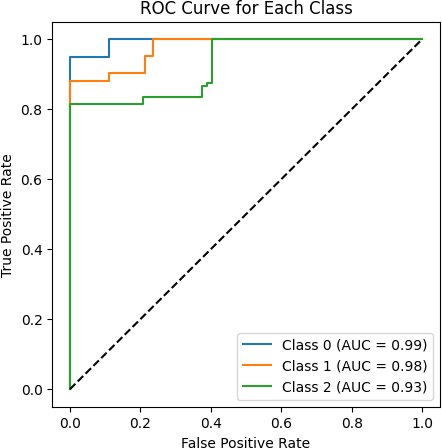 ROC Curve for Each Class
True Positive Rate
1.0
0.8
0.6
0.4
0.2
0.0
Class 0 (AUC = 0.99)
Class 1 (AUC = 0.98)
Class 2 (AUC = 0.93)
0.0 0.2 0.4 0.6 0.8 1.0
False Positive Rate